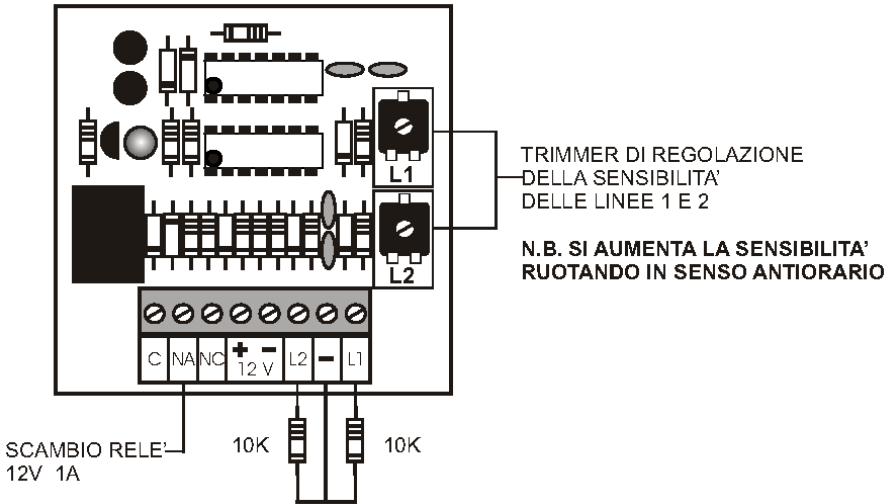 L1
TRIMMER DI REGOLAZIONE
DELLA SENSIBILITA'
DELLE LINEE 1 E 2
L2
N.B. SI AUMENTA LA SENSIBILITA'
RUOTANDO IN SENSO ANTIORARIO
C NA NC + - 12 V L2 - L1
SCAMBIO RELE'
12V 1A
10K
10K